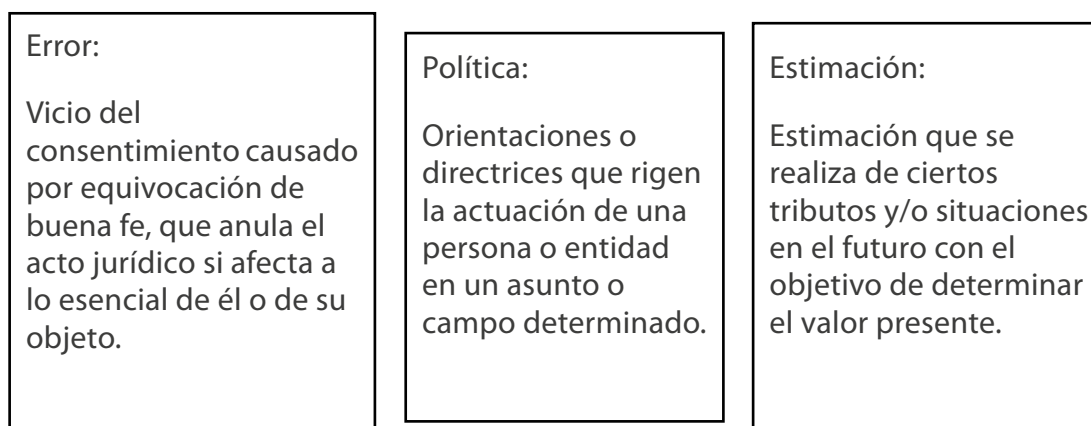 Error:
Vicio del
consentimiento causado
por equivocación de
buena fe, que anula el
acto jurídico si afecta a
lo esencial de él o de su
objeto.
Política:
Orientaciones o
directrices que rigen
la actuación de una
persona o entidad
en un asunto o
campo determinado.
Estimación:
Estimación que se
realiza de ciertos
tributos y/o situaciones
en el futuro con el
objetivo de determinar
el valor presente.